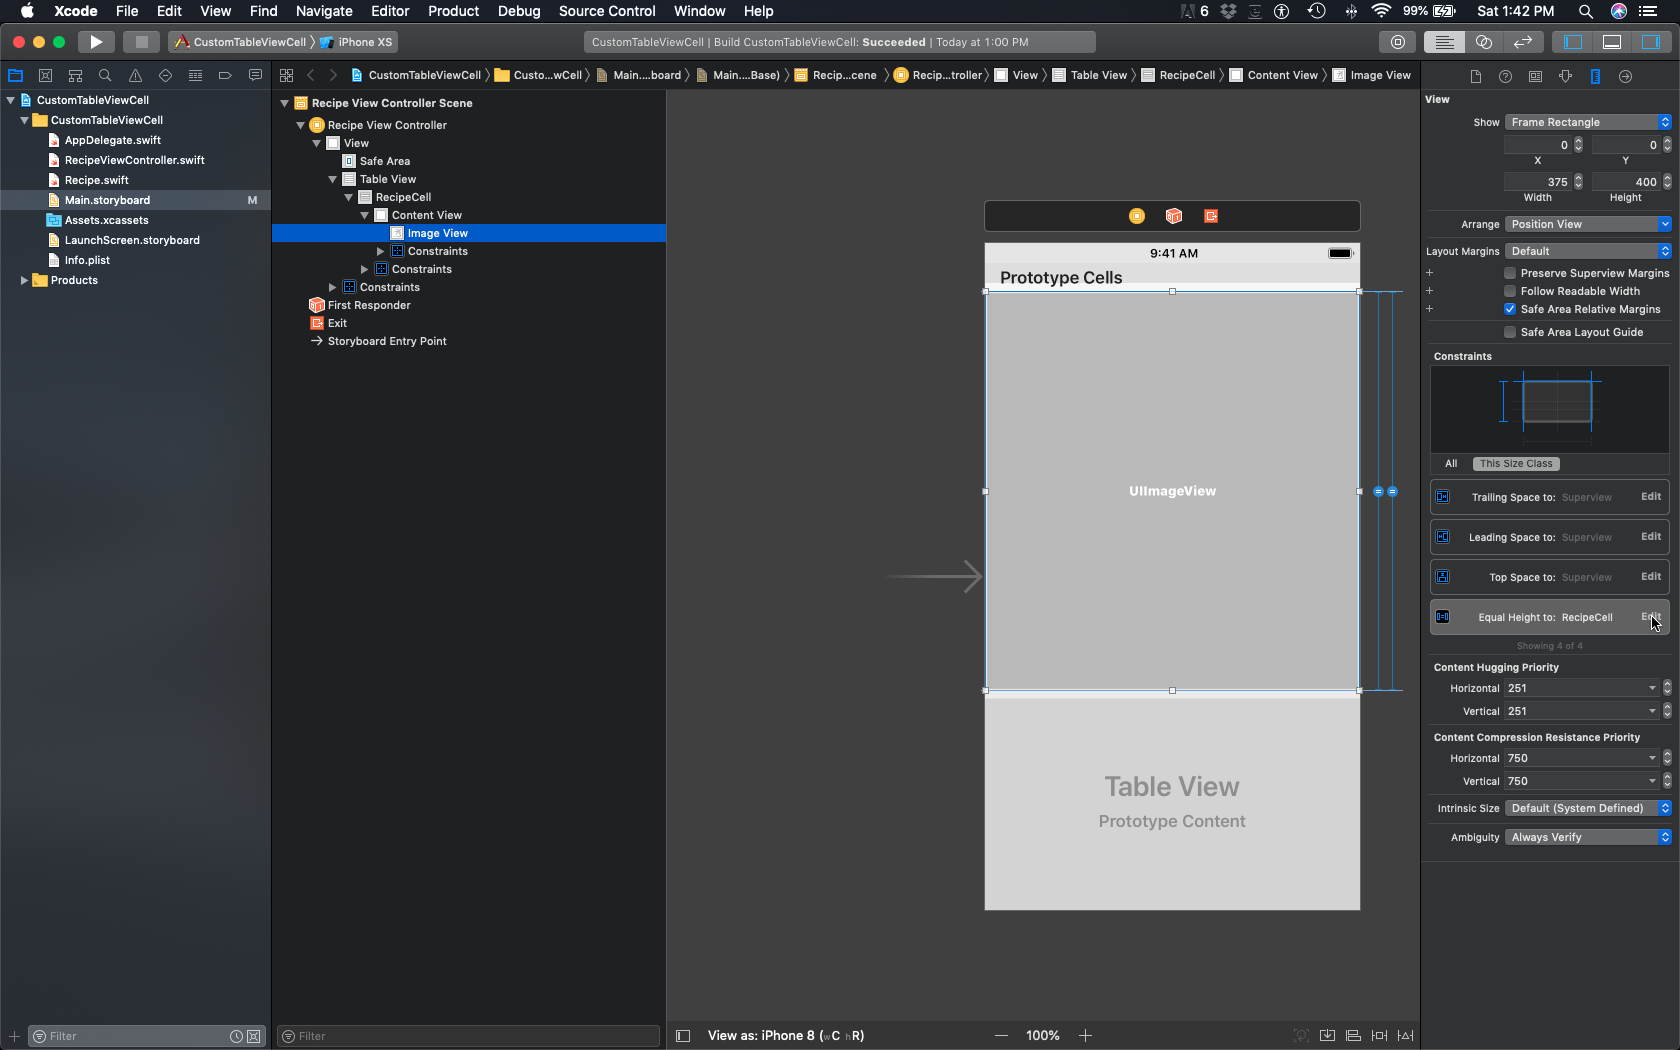 Xcode File Edit View Find Navigate Editor Product Debug Source Control Window Help 6 99% Sat 1:42 PM
CustomTableViewCell iPhone XS CustomTableViewCell | Build CustomTableViewCell: Succeeded | Today at 1:00 PM
CustomTableViewCell Custo...wCell Main....board Main....Base) Recip...cene Recip...troller View Table View RecipeCell Content View Image View
CustomTableViewCell
CustomTableViewCell
AppDelegate.swift
RecipeViewController.swift
Recipe.swift
Main.storyboard M
Assets.xcassets
LaunchScreen.storyboard
Info.plist
Products
Filter
Recipe View Controller Scene
Recipe View Controller
View
Safe Area
Table View
RecipeCell
Content View
Image View
Constraints
Constraints
Constraints
First Responder
Exit
Storyboard Entry Point
Filter
9:41 AM
Prototype Cells
UIImageView
Table View
Prototype Content
View as: iPhone 8 (wC hR) 100%
View
Show Frame Rectangle
0 0
X Y
375 400
Width Height
Arrange Position View
Layout Margins Default
Preserve Superview Margins
Follow Readable Width
Safe Area Relative Margins
Safe Area Layout Guide
Constraints
All This Size Class
Trailing Space to: Superview Edit
Leading Space to: Superview Edit
Top Space to: Superview Edit
Equal Height to: RecipeCell Edit
Showing 4 of 4
Content Hugging Priority
Horizontal 251
Vertical 251
Content Compression Resistance Priority
Horizontal 750
Vertical 750
Intrinsic Size Default (System Defined)
Ambiguity Always Verify